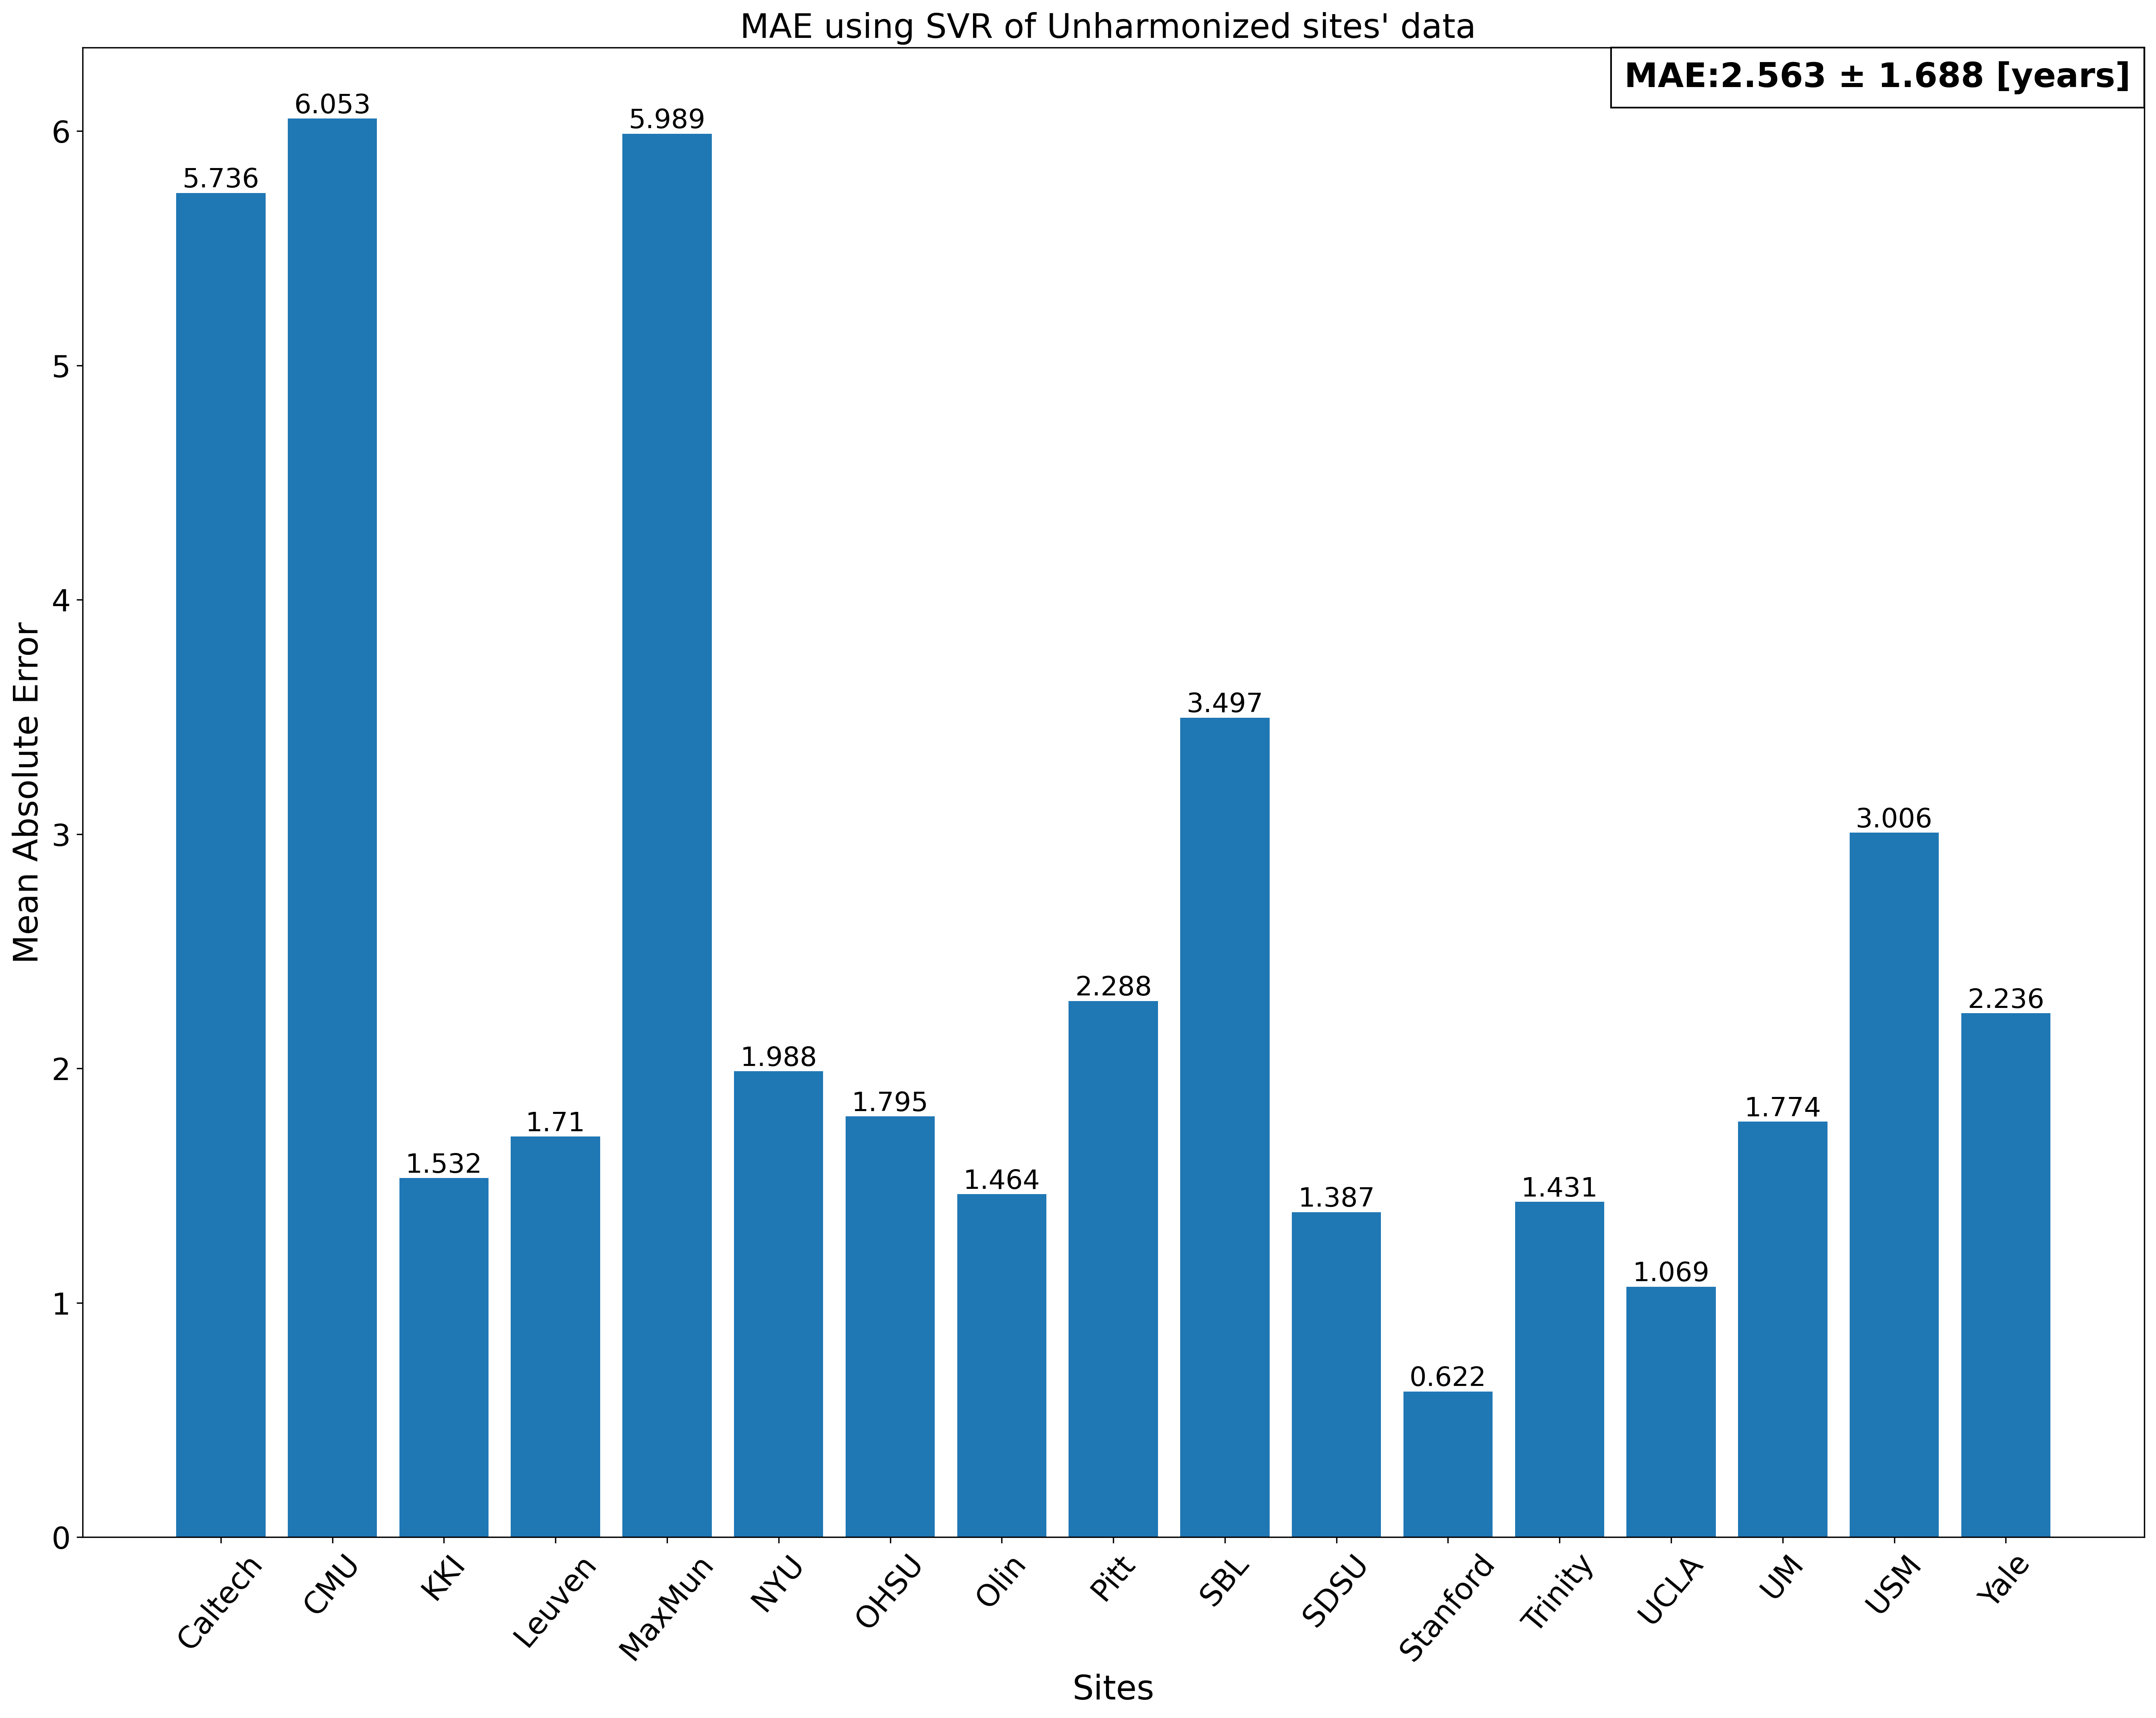 MAE using SVR of Unharmonized sites' data
MAE:2.563 ± 1.688 [years]
Mean Absolute Error
6
5
4
3
2
1
0
5.736
6.053
1.532
1.71
5.989
1.988
1.795
1.464
2.288
3.497
1.387
0.622
1.431
1.069
1.774
3.006
2.236
Caltech
CMU
KKI
Leuven
MaxMun
NYU
OHSU
Olin
Pitt
SBL
SDSU
Stanford
Trinity
UCLA
UM
USM
Yale
Sites